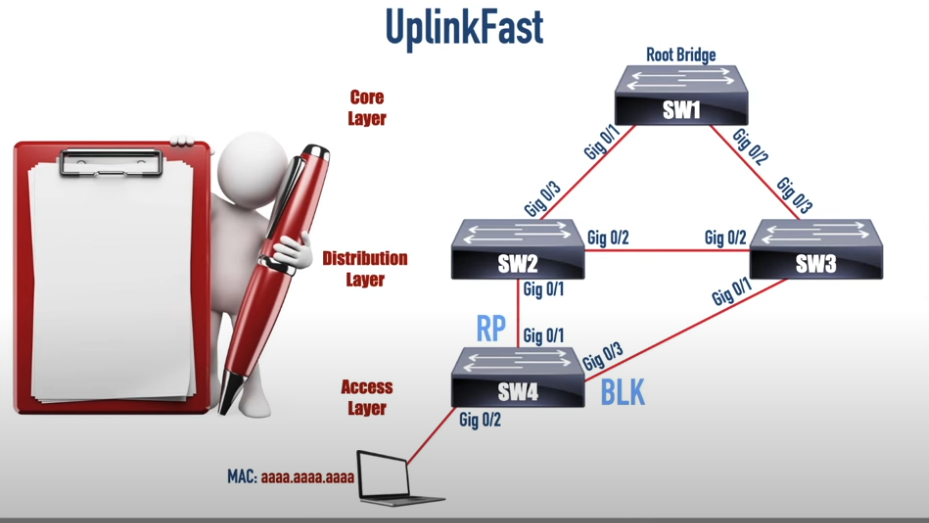 UplinkFast
Root Bridge
Core
Layer
SW1
Gig 0/1
Gig 0/2
Gig 0/3
Gig 0/3
Distribution
Layer
SW2
Gig 0/2
Gig 0/2
SW3
Gig 0/1
Gig 0/1
RP
Gig 0/1
Gig 0/3
Access
Layer
SW4
BLK
Gig 0/2
MAC: aaaa.aaaa.aaaa